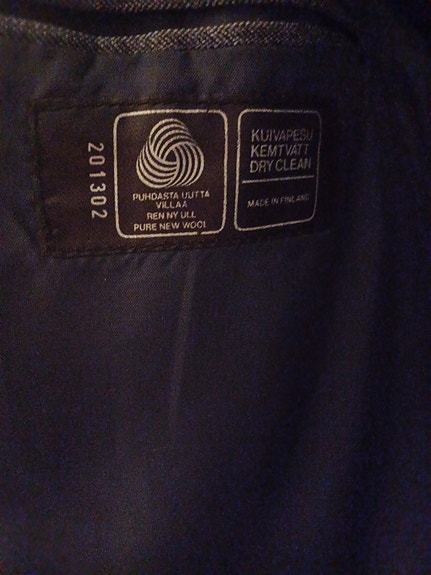 201302
PUHDASTA UUTTA
VILLAA
REN NY ULL
PURE NEW WOOL
KUIVAPESU
KEMTVÄTT
DRY CLEAN
MADE IN FINLAND